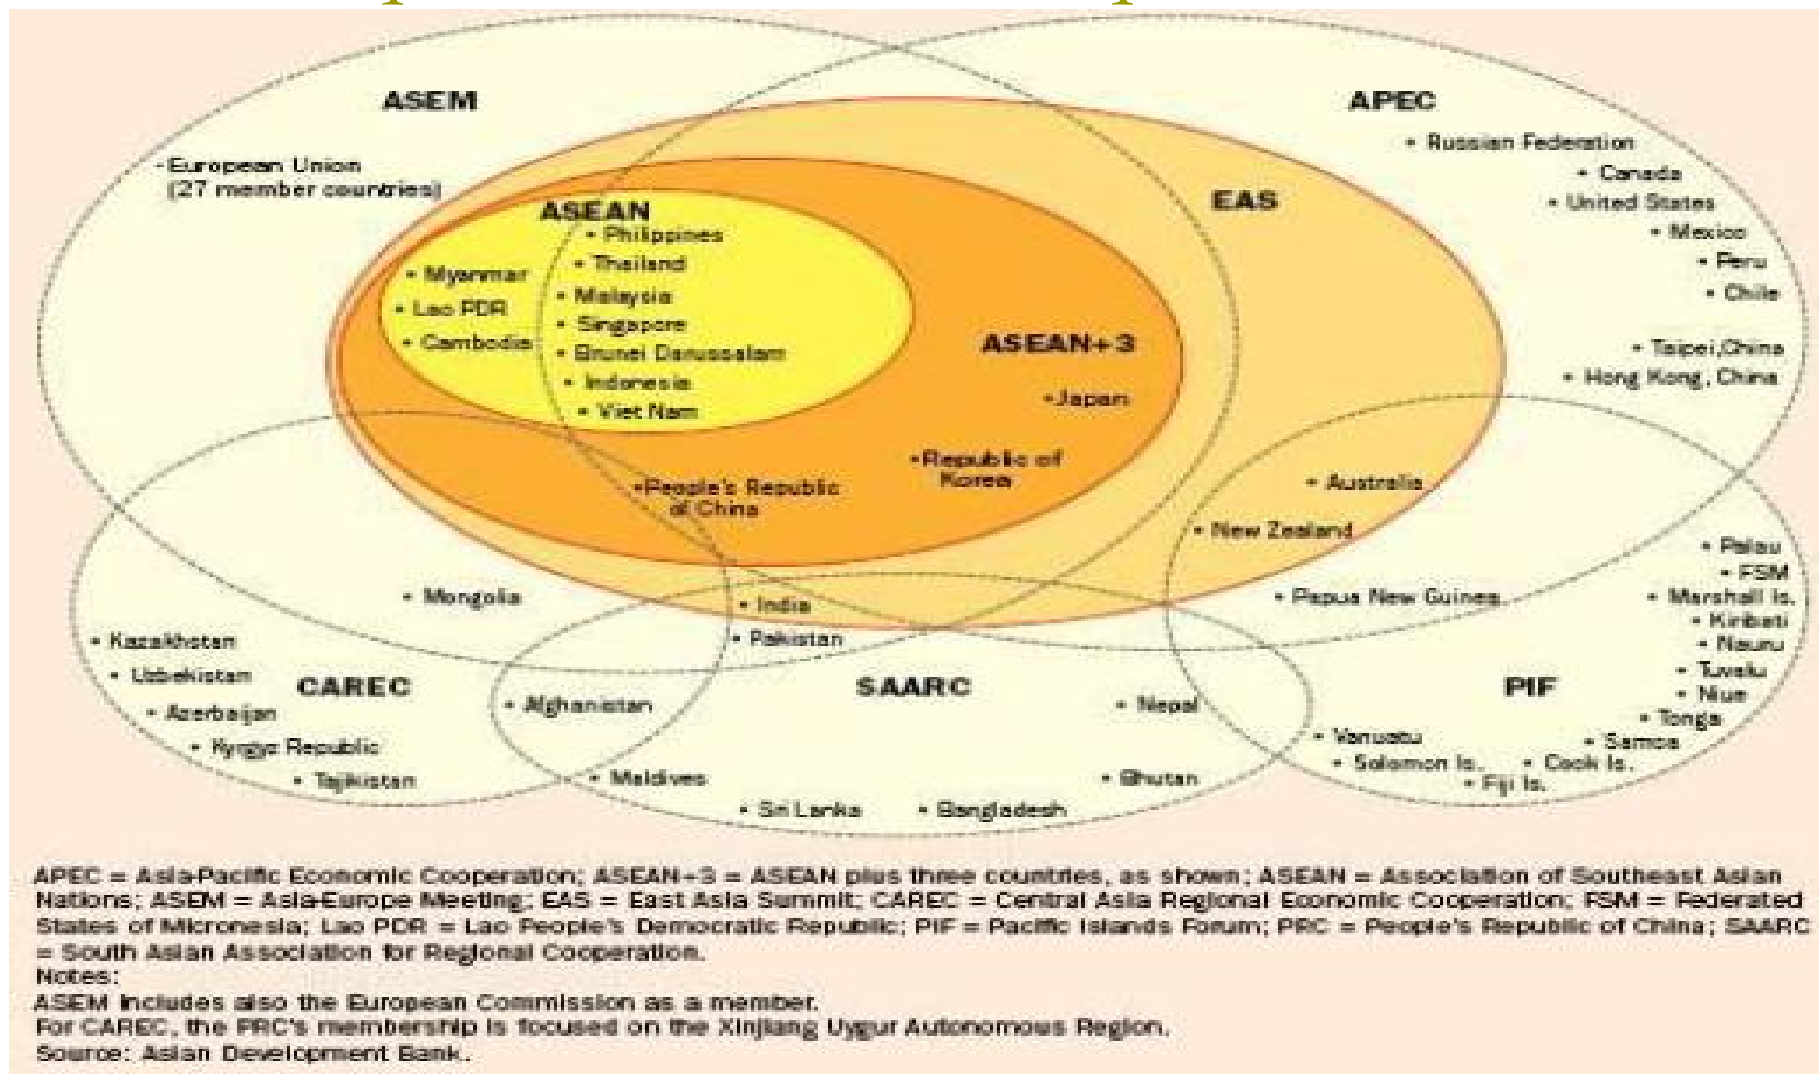 ASEM
APEC
• Russian Federation
-European Union
(27 member countries)
• Canada
EAS
• United States
ASEAN
• Philippines
• Mexico
• Thailand
• Peru
• Myanmar
• Malaysia
• Chile
• Lao PDR
• Singapore
• Cambodia
ASEAN+3
• Brunei Darussalam
• Taipei,China
• Indonesia
• Hong Kong, China
• Viet Nam
•Japan
•Republic of
Korea
•People's Republic
of China
• Australia
• New Zealand
• Palau
• FSM
• Mongolia
• India
• Papua New Guinea
• Marshall Is.
• Kiribati
• Kazakhstan
• Pakistan
• Nauru
• Uzbekistan
CAREC
SAARC
PIF
• Tuvalu
• Niue
• Azerbaijan
• Afghanistan
• Nepal
• Tonga
• Kyrgyz Republic
• Vanuatu
• Samoa
• Tajikistan
• Maldives
• Bhutan
• Solomon Is.
• Cook Is.
• Fiji Is.
• Sri Lanka
• Bangladesh
APEC = Asia-Pacific Economic Cooperation; ASEAN+3 = ASEAN plus three countries, as shown; ASEAN = Association of Southeast Asian
Nations; ASEM = Asia-Europe Meeting; EAS = East Asia Summit; CAREC = Central Asia Regional Economic Cooperation; FSM = Federated
States of Micronesia; Lao PDR = Lao People's Democratic Republic; PIF = Pacific Islands Forum; PRC = People's Republic of China; SAARC
= South Asian Association for Regional Cooperation.
Notes:
ASEM includes also the European Commission as a member.
For CAREC, the PRC's membership is focused on the Xinjiang Uygur Autonomous Region.
Source: Asian Development Bank.